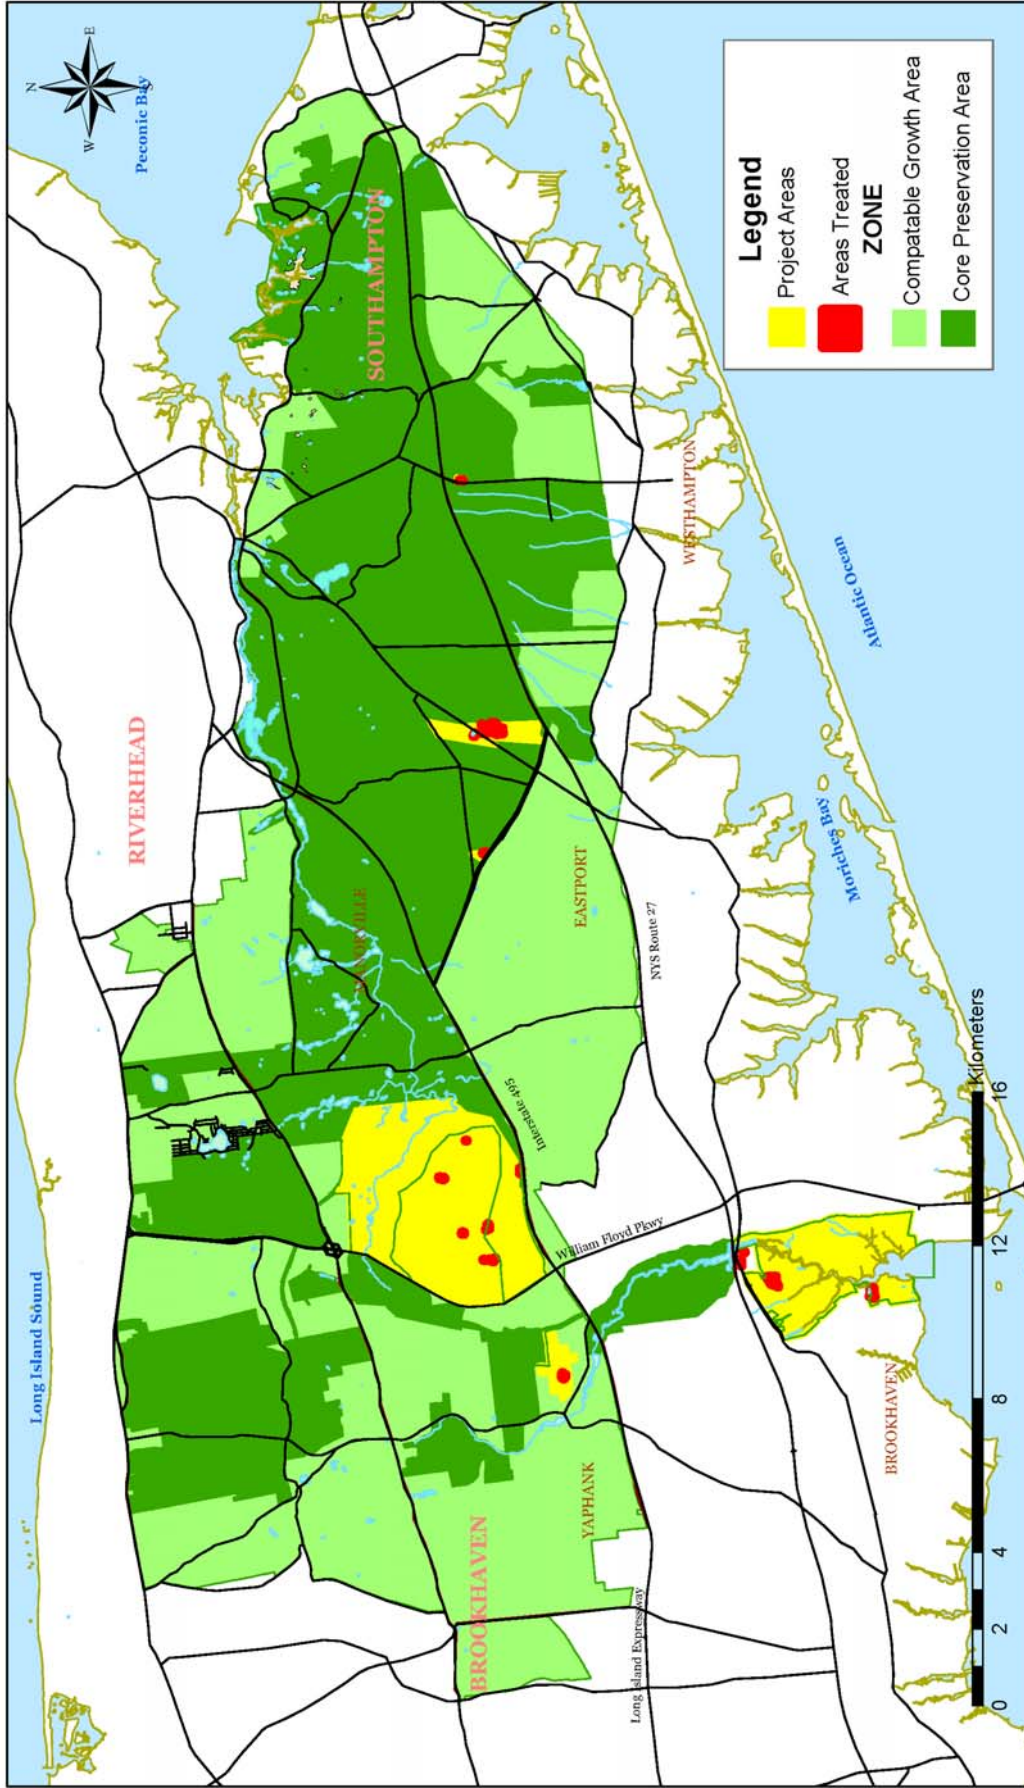 N
W
E
Peconic Bay
Long Island Sound
RIVERHEAD
SOUTHAMPTON
MANORVILLE
BROOKHAVEN
YAPHANK
EASTPORT
WESTHAMPTON
BROOKHAVEN
Interstate 495
William Floyd Pkwy
NYS Route 27
Long Island Expressway
Moriches Bay
Atlantic Ocean
Legend
Project Areas
Areas Treated
ZONE
Compatable Growth Area
Core Preservation Area
0 2 4 8 12 16
Kilometers